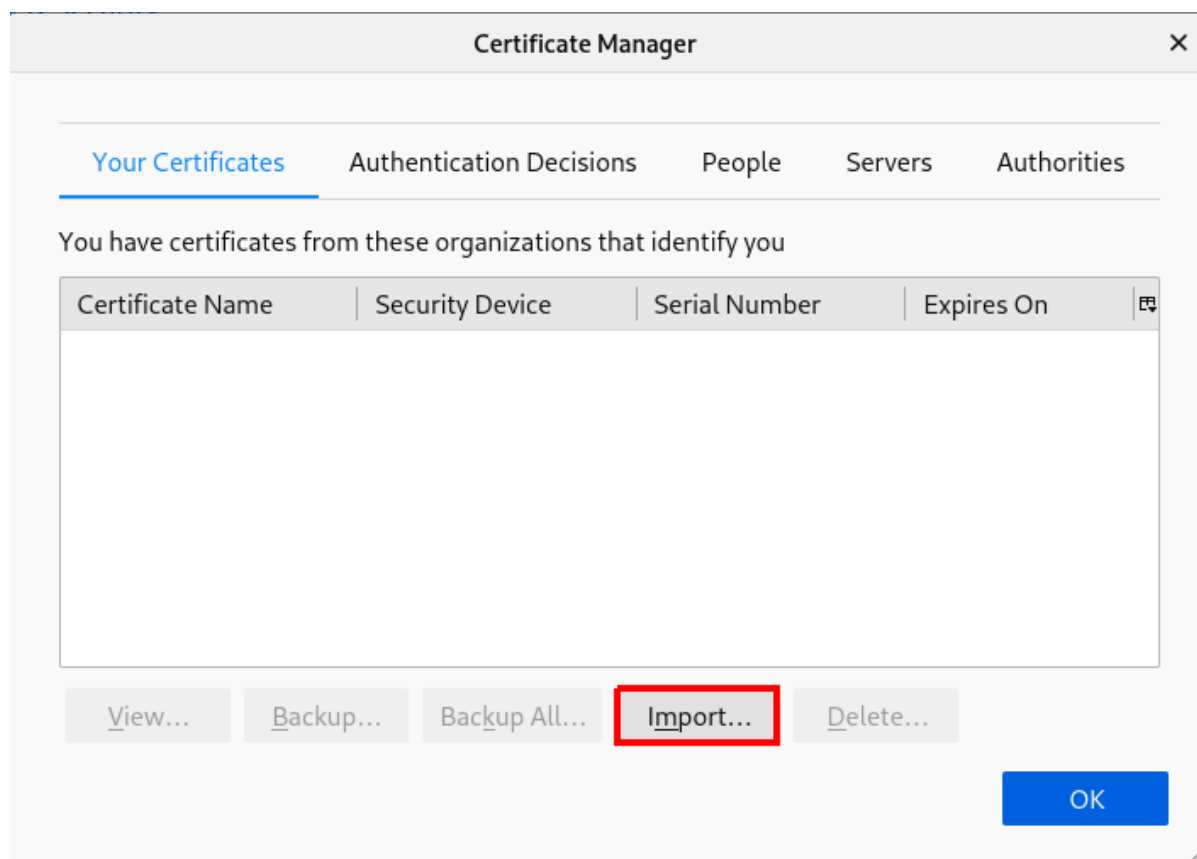 Certificate Manager
Your Certificates Authentication Decisions People Servers Authorities
You have certificates from these organizations that identify you
Certificate Name Security Device Serial Number Expires On
View... Backup... Backup All... Import... Delete...
OK